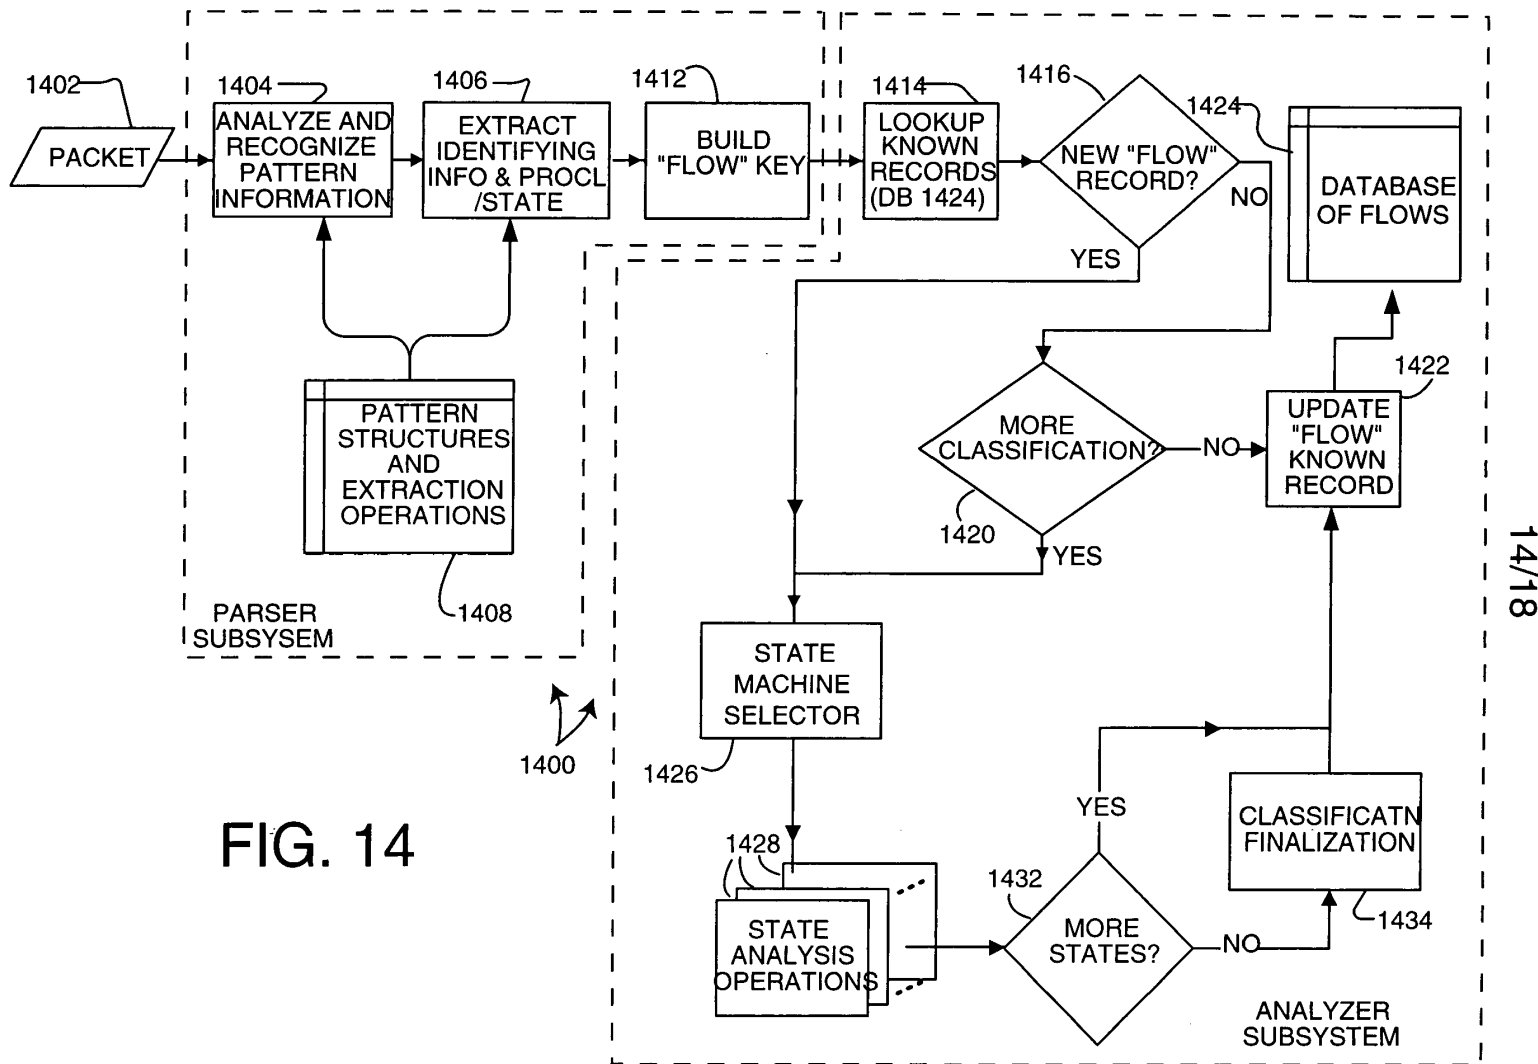 1402
PACKET
1404
ANALYZE AND
RECOGNIZE
PATTERN
INFORMATION
1406
EXTRACT
IDENTIFYING
INFO & PROCL
/STATE
1412
BUILD
"FLOW" KEY
1414
LOOKUP
KNOWN
RECORDS
(DB 1424)
1416
NEW "FLOW"
RECORD?
NO
YES
1424
DATABASE
OF FLOWS
PATTERN
STRUCTURES
AND
EXTRACTION
OPERATIONS
1408
PARSER
SUBSYSEM
MORE
CLASSIFICATION?
NO
1420
YES
1422
UPDATE
"FLOW"
KNOWN
RECORD
14/18
STATE
MACHINE
SELECTOR
1426
1400
FIG. 14
1428
STATE
ANALYSIS
OPERATIONS
1432
MORE
STATES?
YES
NO
CLASSIFICATN
FINALIZATION
1434
ANALYZER
SUBSYSTEM